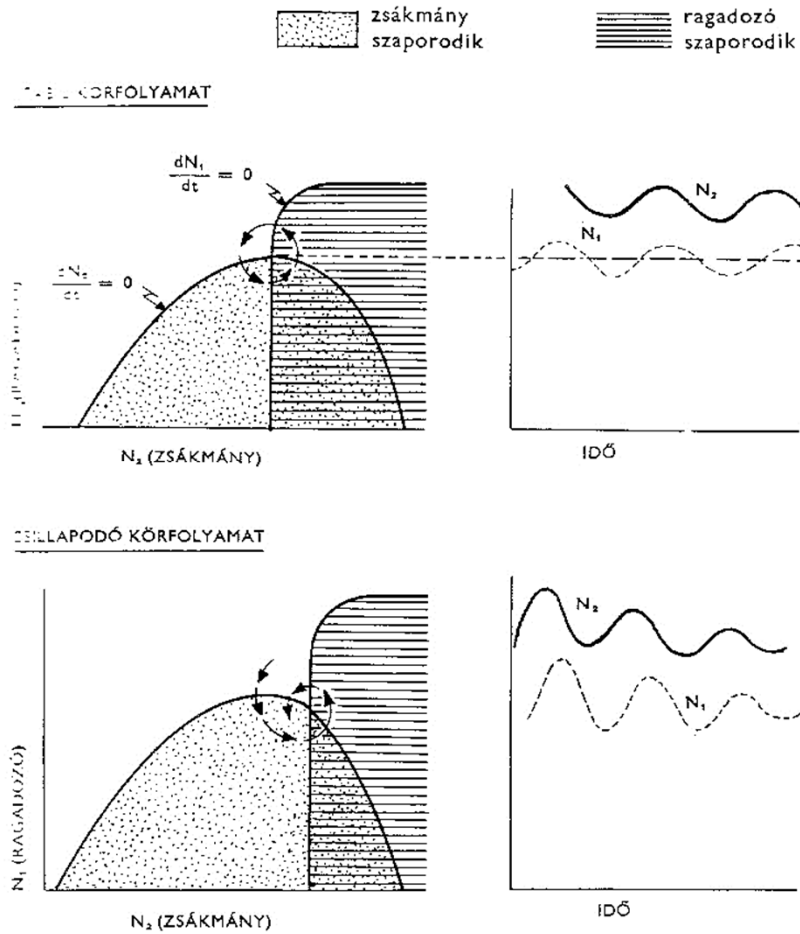 zsákmány
szaporodik
ragadozó
szaporodik
KÖRFOLYAMAT
dN₁
dt
= 0
N₂
N₁
dt
= 0
N₂ (ZSÁKMÁNY)
IDŐ
CSILLAPODÓ KÖRFOLYAMAT
N₂
N₁
N₁ (RAGADOZÓ)
N₂ (ZSÁKMÁNY)
IDŐ